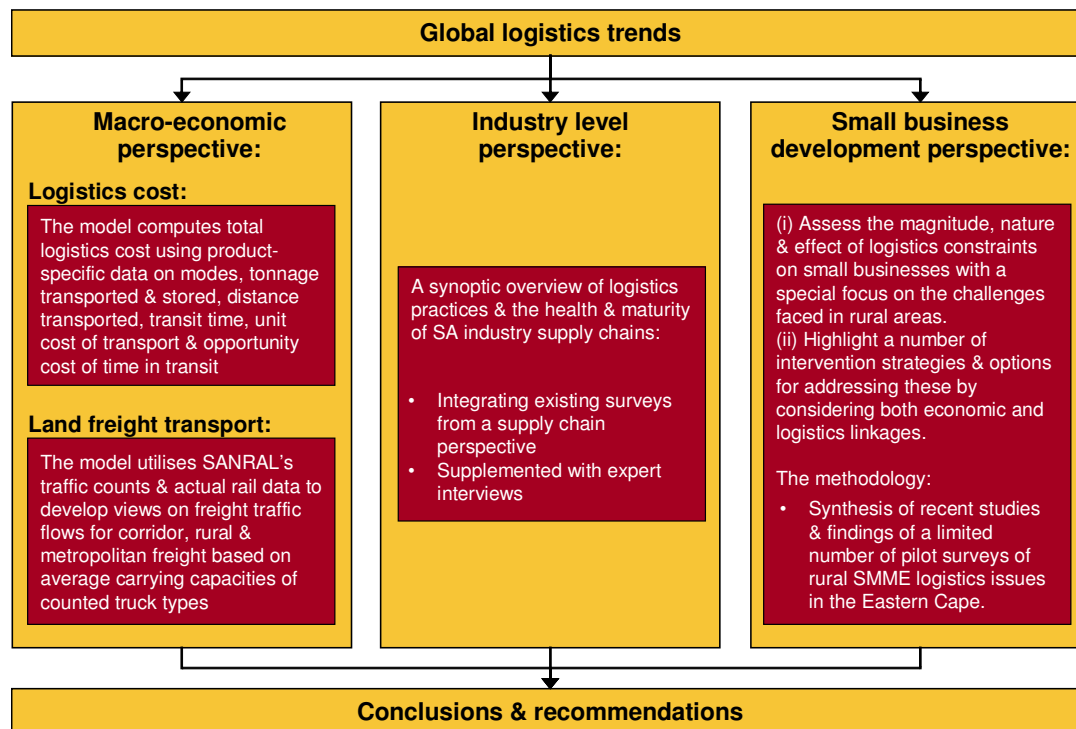 Global logistics trends
Macro-economic
perspective:
Logistics cost:
The model computes total
logistics cost using product-
specific data on modes, tonnage
transported & stored, distance
transported, transit time, unit
cost of transport & opportunity
cost of time in transit
Land freight transport:
The model utilises SANRAL's
traffic counts & actual rail data to
develop views on freight traffic
flows for corridor, rural &
metropolitan freight based on
average carrying capacities of
counted truck types
Industry level
perspective:
A synoptic overview of logistics
practices & the health & maturity
of SA industry supply chains:
• Integrating existing surveys
from a supply chain
perspective
• Supplemented with expert
interviews
Small business
development perspective:
(i) Assess the magnitude, nature
& effect of logistics constraints
on small businesses with a
special focus on the challenges
faced in rural areas.
(ii) Highlight a number of
intervention strategies & options
for addressing these by
considering both economic and
logistics linkages.
The methodology:
• Synthesis of recent studies
& findings of a limited
number of pilot surveys of
rural SMME logistics issues
in the Eastern Cape.
Conclusions & recommendations